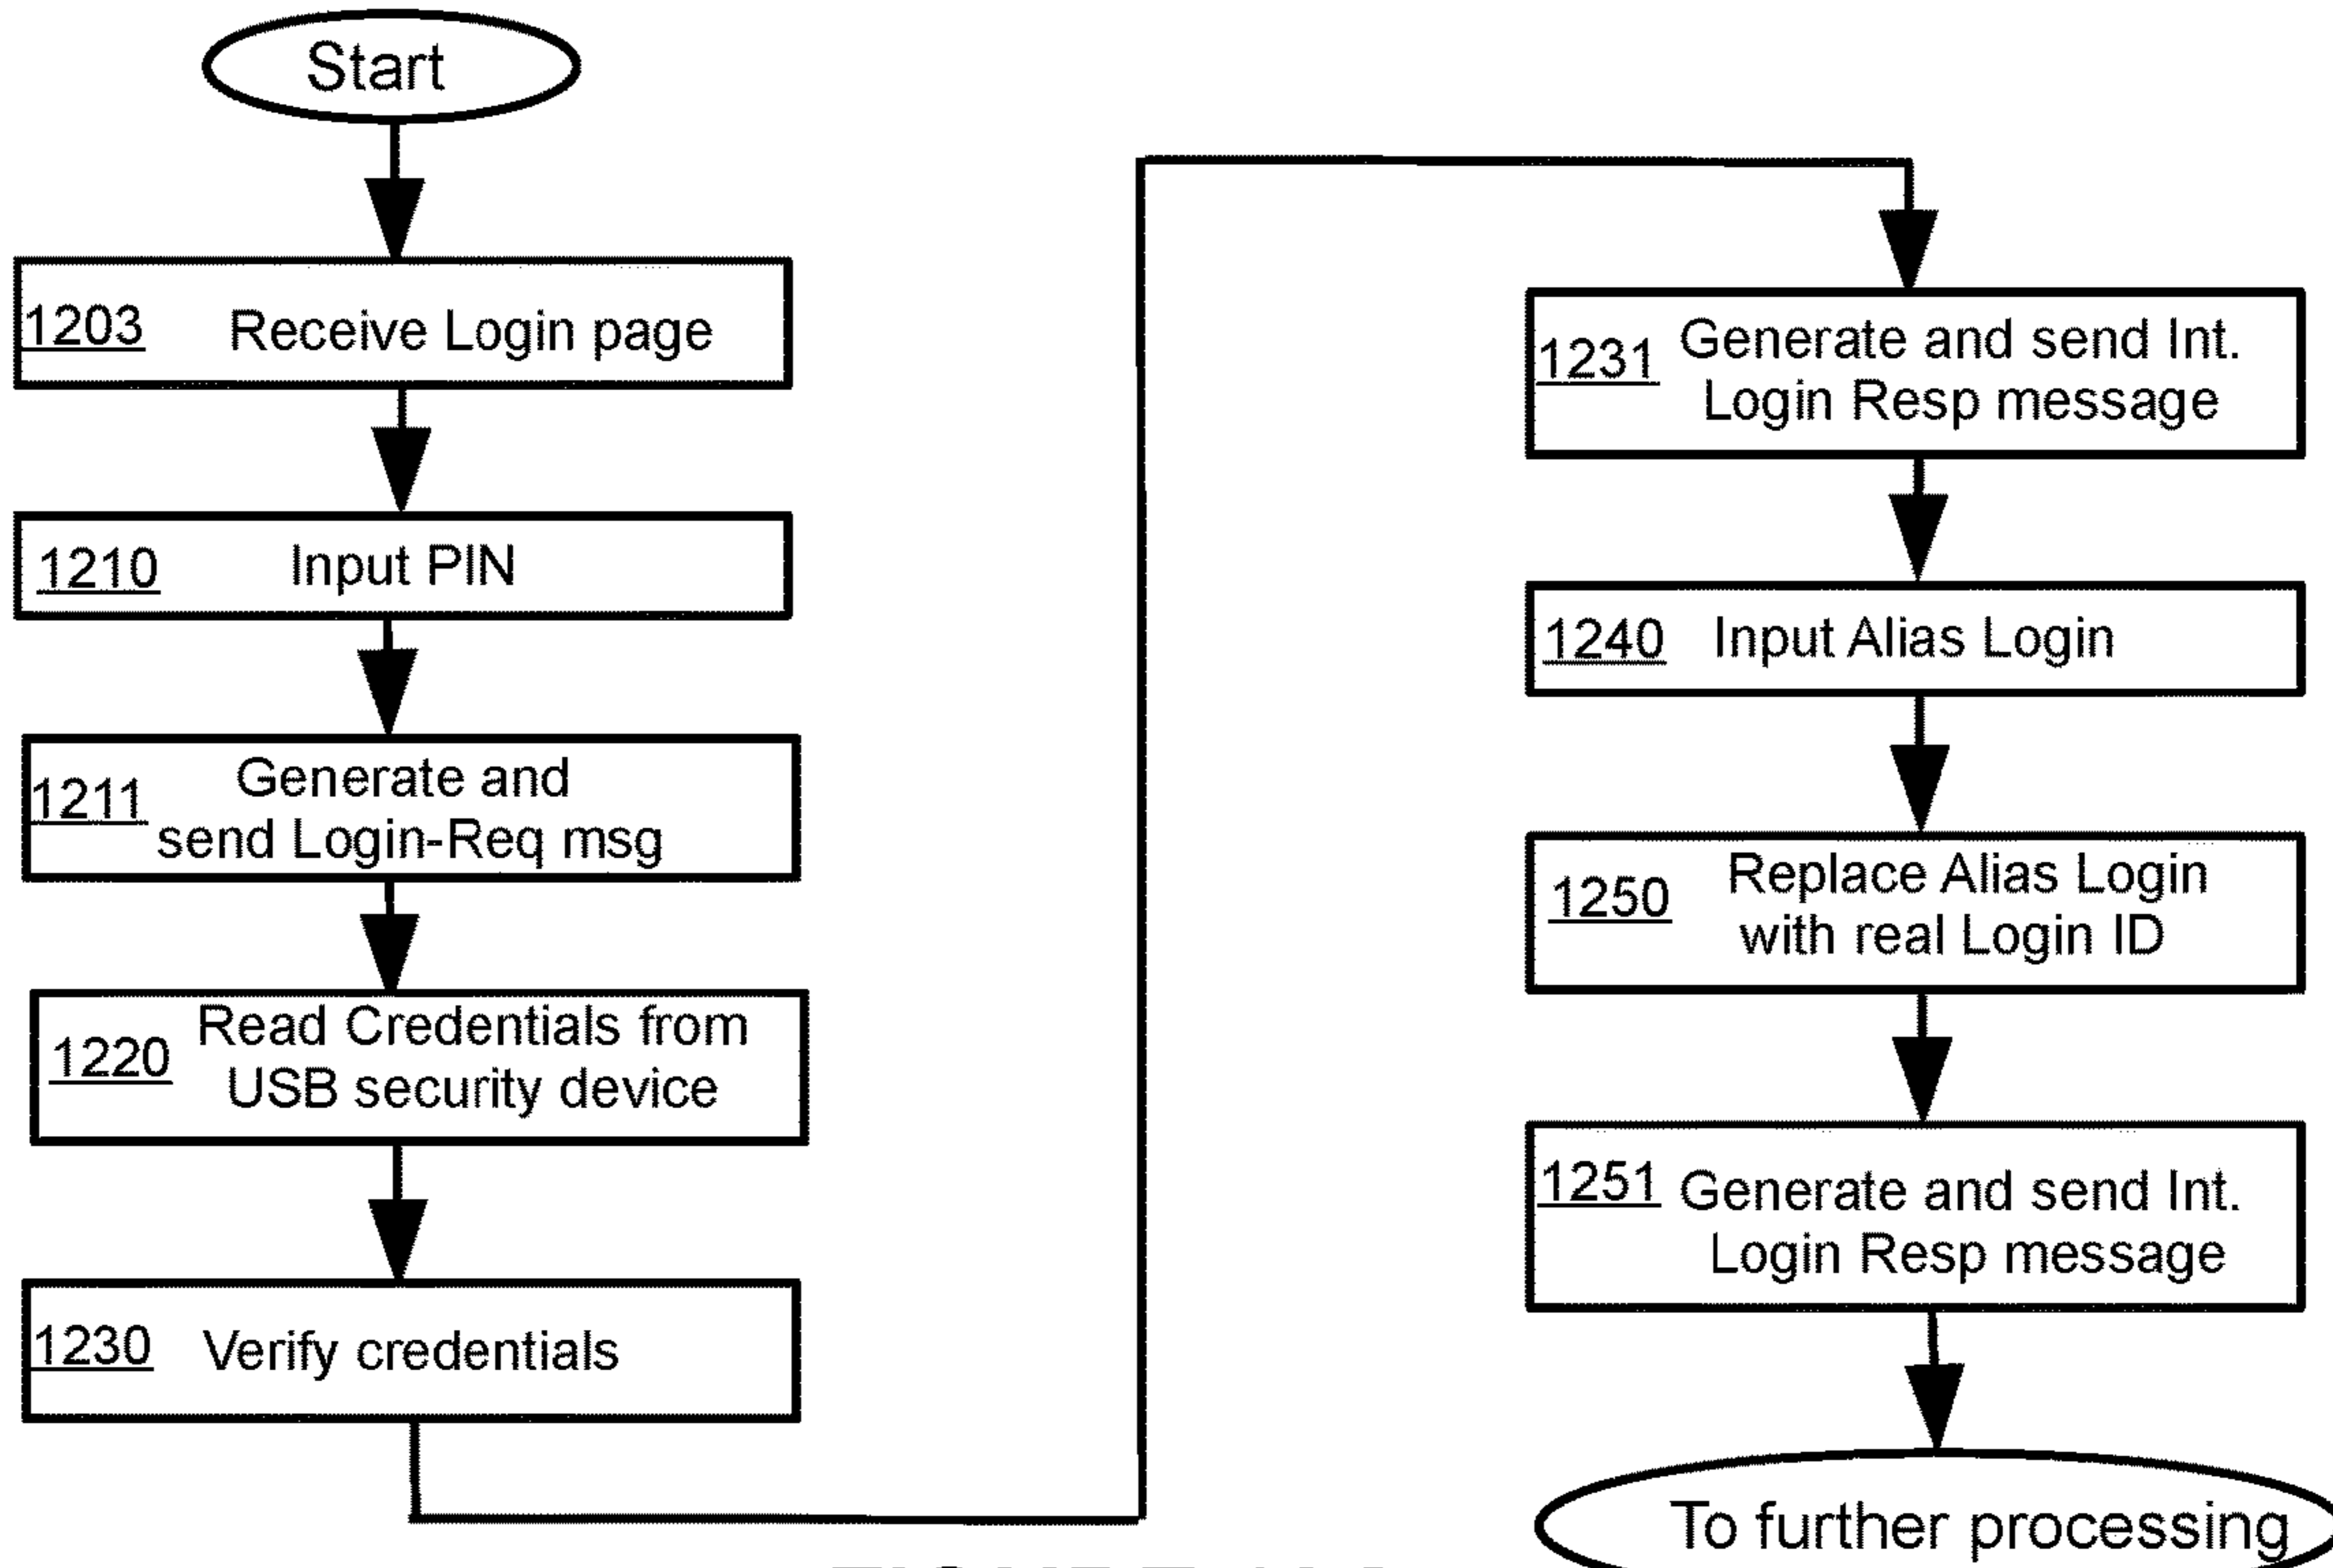 Start
1203 Receive Login page
1210 Input PIN
1211 Generate and
send Login-Req msg
1220 Read Credentials from
USB security device
1230 Verify credentials
1231 Generate and send Int.
Login Resp message
1240 Input Alias Login
1250 Replace Alias Login
with real Login ID
1251 Generate and send Int.
Login Resp message
To further processing